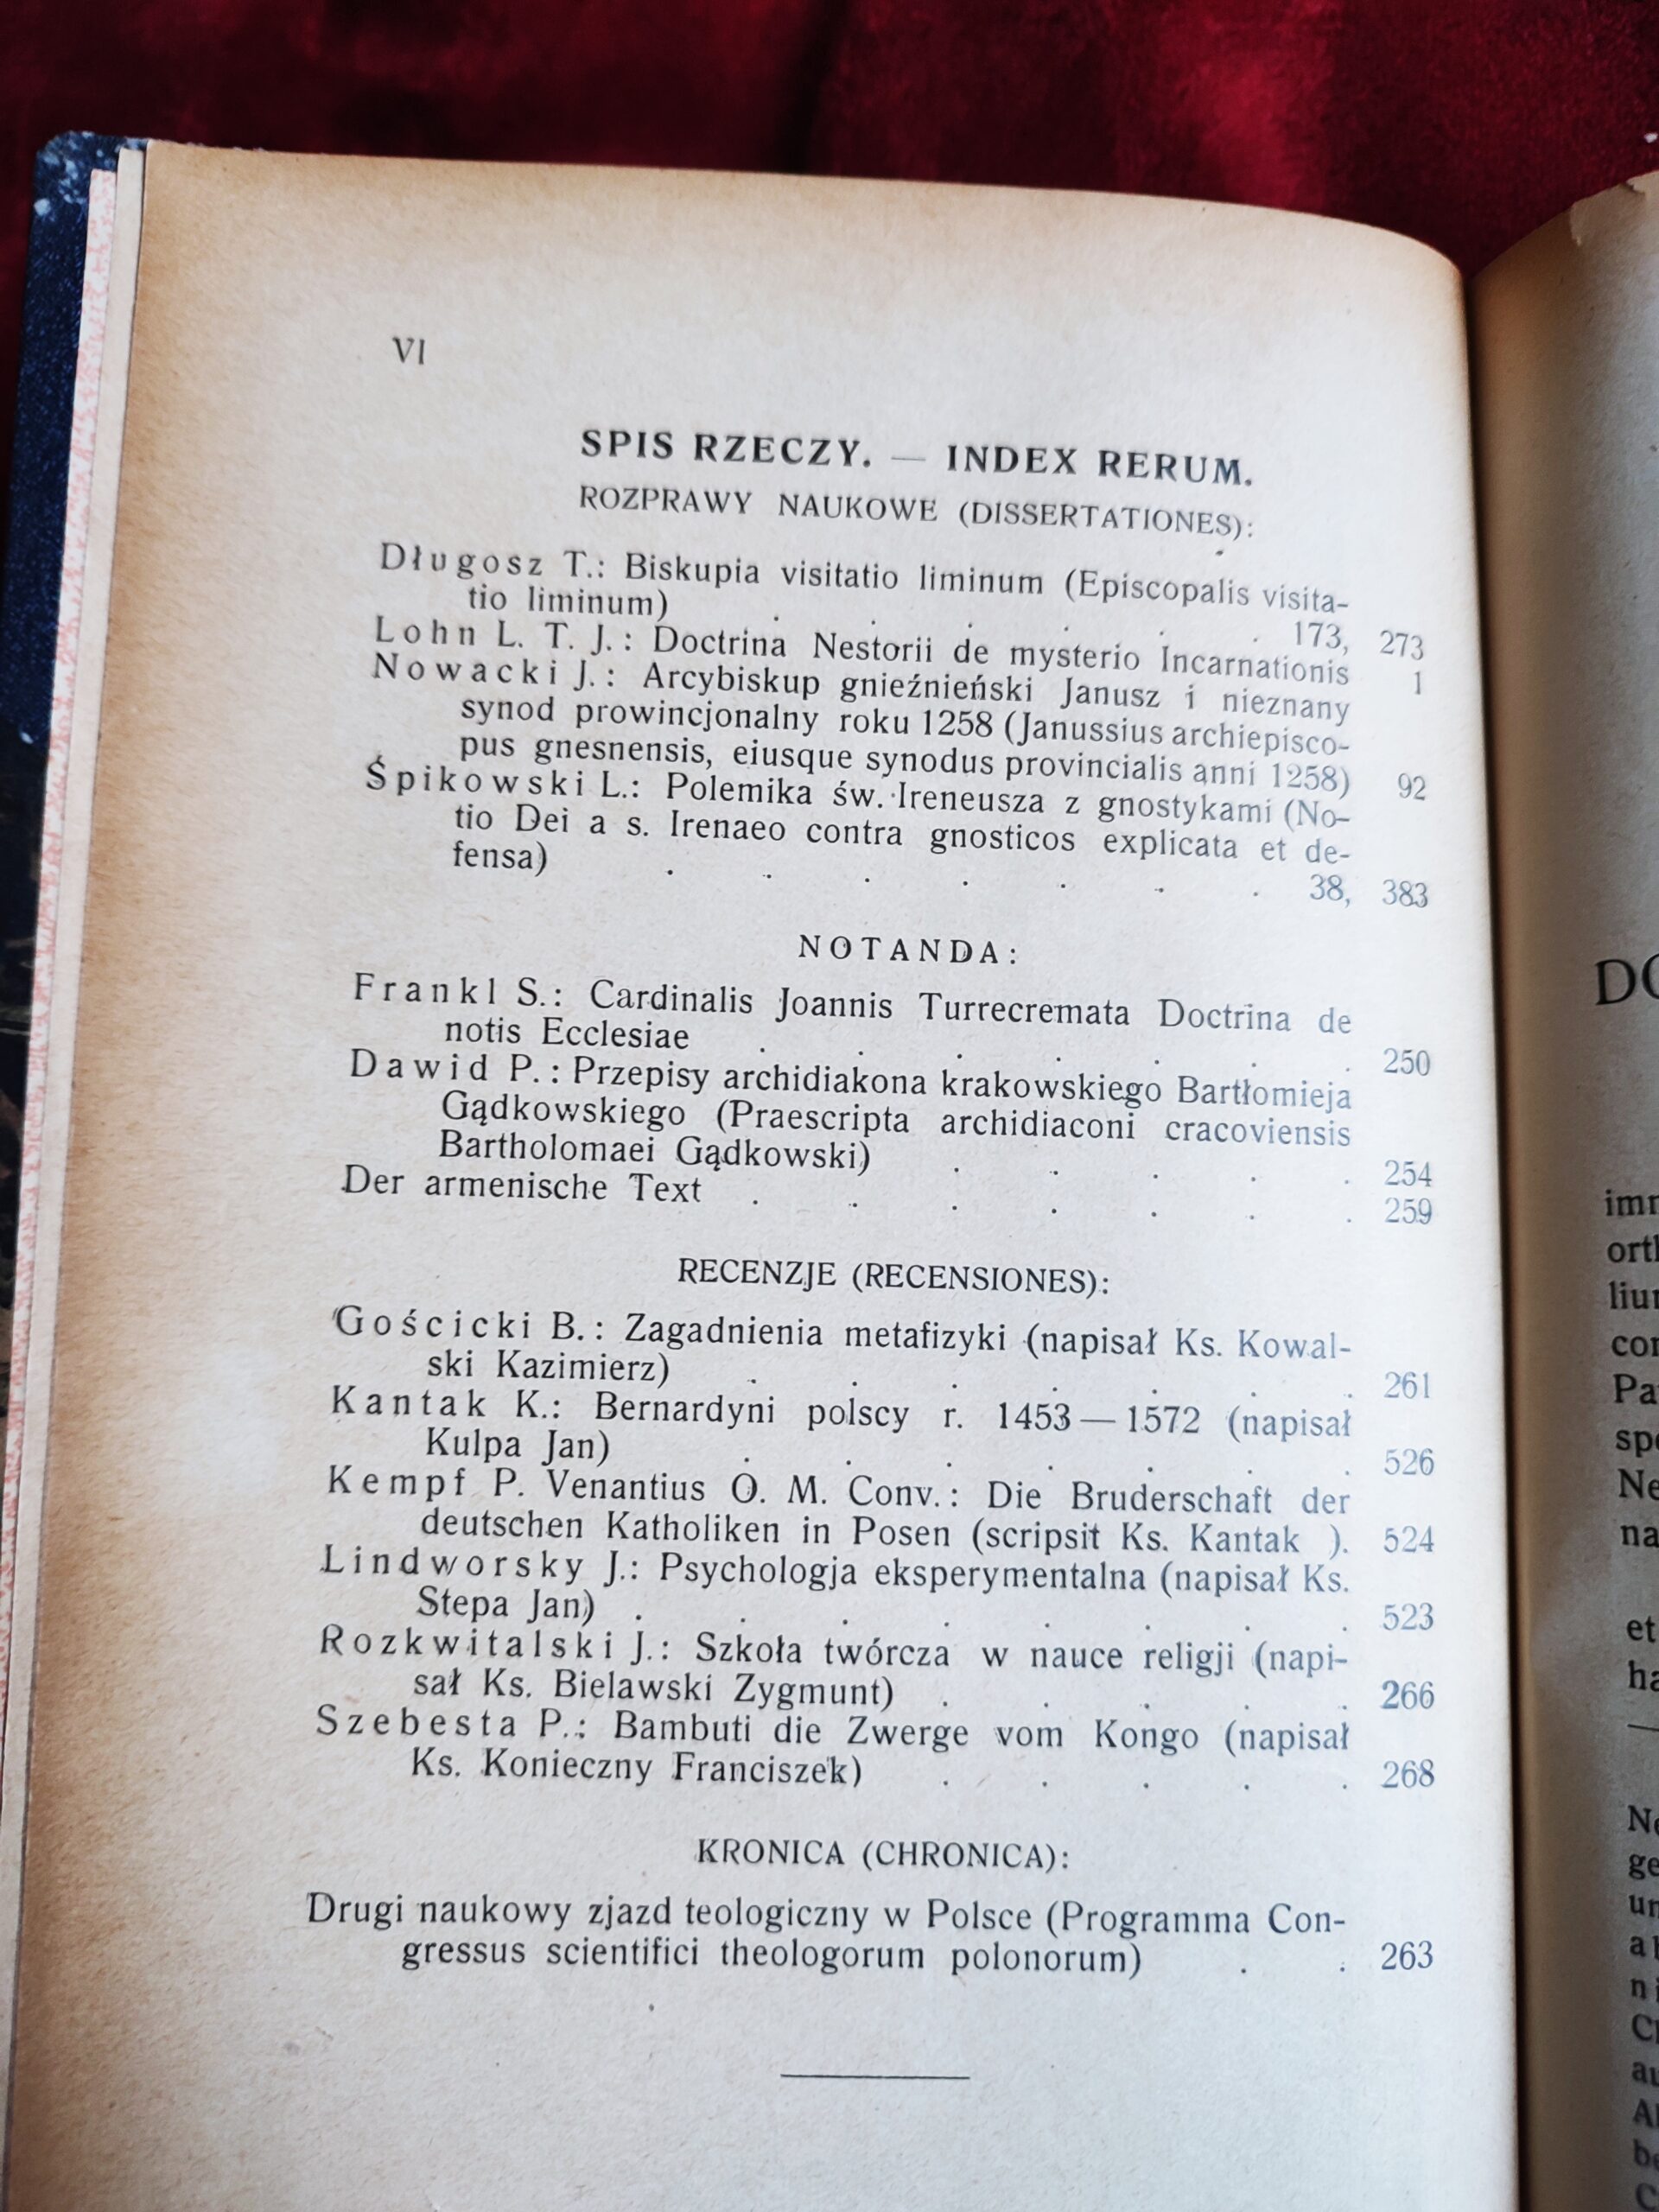 VI
SPIS RZECZY. — INDEX RERUM.
ROZPRAWY NAUKOWE (DISSERTATIONES):
Długosz T.: Biskupia visitatio liminum (Episcopalis visita-
tio liminum) . . . . . . 173, 273
Lohn L. T. J.: Doctrina Nestorii de mysterio Incarnationis 1
Nowacki J.: Arcybiskup gnieźnieński Janusz i nieznany
synod prowincjonalny roku 1258 (Janussius archiepisco-
pus gnesnensis, eiusque synodus provincialis anni 1258) 92
Śpikowski L.: Polemika św. Ireneusza z gnostykami (No-
tio Dei a s. Irenaeo contra gnosticos explicata et de-
fensa) . . . . . . . 38, 383
NOTANDA:
Frankl S.: Cardinalis Joannis Turrecremata Doctrina de
notis Ecclesiae . . . . . . . 250
Dawid P.: Przepisy archidiakona krakowskiego Bartłomieja
Gądkowskiego (Praescripta archidiaconi cracoviensis
Bartholomaei Gądkowski) . . . . . 254
Der armenische Text . . . . . . . 259
RECENZJE (RECENSIONES):
Gościcki B.: Zagadnienia metafizyki (napisał Ks. Kowal-
ski Kazimierz) . . . . . . . 261
Kantak K.: Bernardyni polscy r. 1453 — 1572 (napisał
Kulpa Jan) . . . . . . . 526
Kempf P. Venantius O. M. Conv.: Die Bruderschaft der
deutschen Katholiken in Posen (scripsit Ks. Kantak ). 524
Lindworsky J.: Psychologja eksperymentalna (napisał Ks.
Stepa Jan) . . . . . . . . 523
Rozkwitalski J.: Szkoła twórcza w nauce religji (napi-
sał Ks. Bielawski Zygmunt) . . . . . 266
Szebesta P.: Bambuti die Zwerge vom Kongo (napisał
Ks. Konieczny Franciszek) . . . . . 268
KRONICA (CHRONICA):
Drugi naukowy zjazd teologiczny w Polsce (Programma Con-
gressus scientifici theologorum polonorum) . . 263